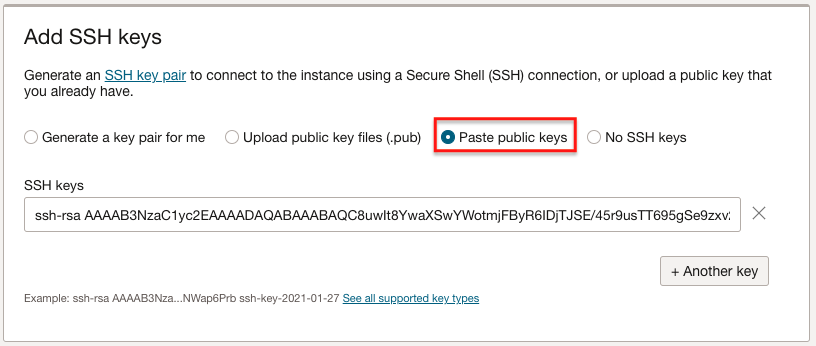 Add SSH keys
Generate an SSH key pair to connect to the instance using a Secure Shell (SSH) connection, or upload a public key that
you already have.
Generate a key pair for me Upload public key files (.pub) Paste public keys No SSH keys
SSH keys
ssh-rsa AAAAB3NzaC1yc2EAAAADAQABAAABAQC8uwIt8YwaXSwYWotmjFByR6IDjTJSE/45r9usTT695gSe9zxv
+ Another key
Example: ssh-rsa AAAAB3Nza...NWap6Prb ssh-key-2021-01-27 See all supported key types